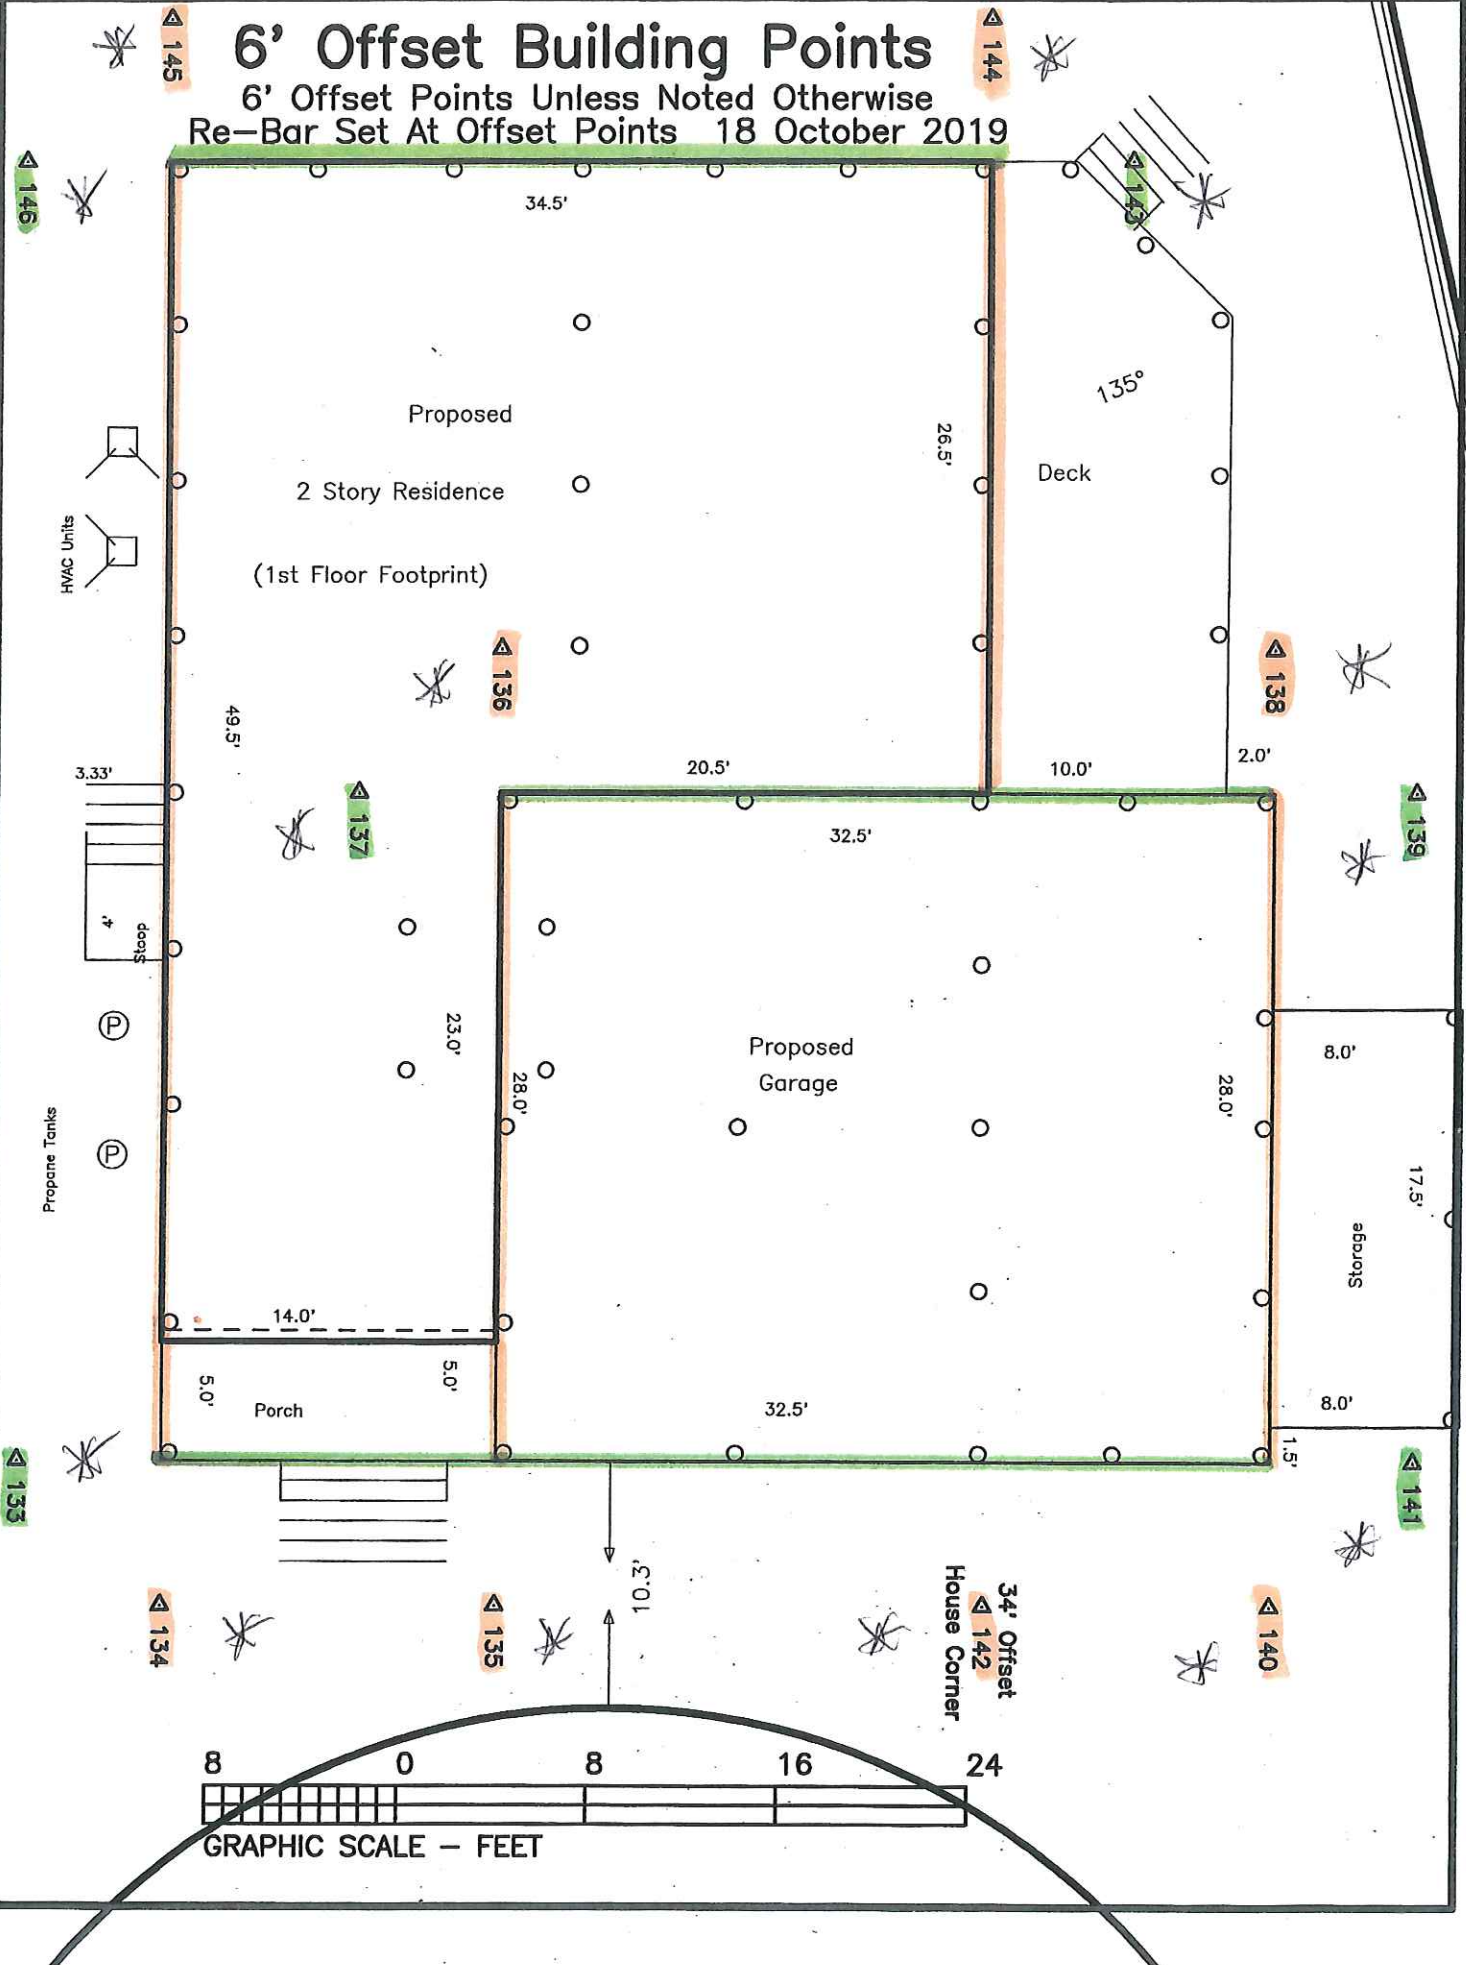 145
6' Offset Building Points
144
6' Offset Points Unless Noted Otherwise
Re-Bar Set At Offset Points 18 October 2019
146
143
34.5'
135°
Proposed
26.5'
Deck
2 Story Residence
HVAC Units
(1st Floor Footprint)
136
138
49.5'
3.33'
20.5'
10.0'
2.0'
137
32.5'
139
4'
Stoop
23.0'
Proposed
Garage
28.0'
28.0'
8.0'
P
P
Propane Tanks
17.5'
Storage
14.0'
5.0'
5.0'
Porch
32.5'
8.0'
1.5'
133
141
10.3'
134
135
34' Offset
142
House Corner
140
8 0 8 16 24
GRAPHIC SCALE - FEET